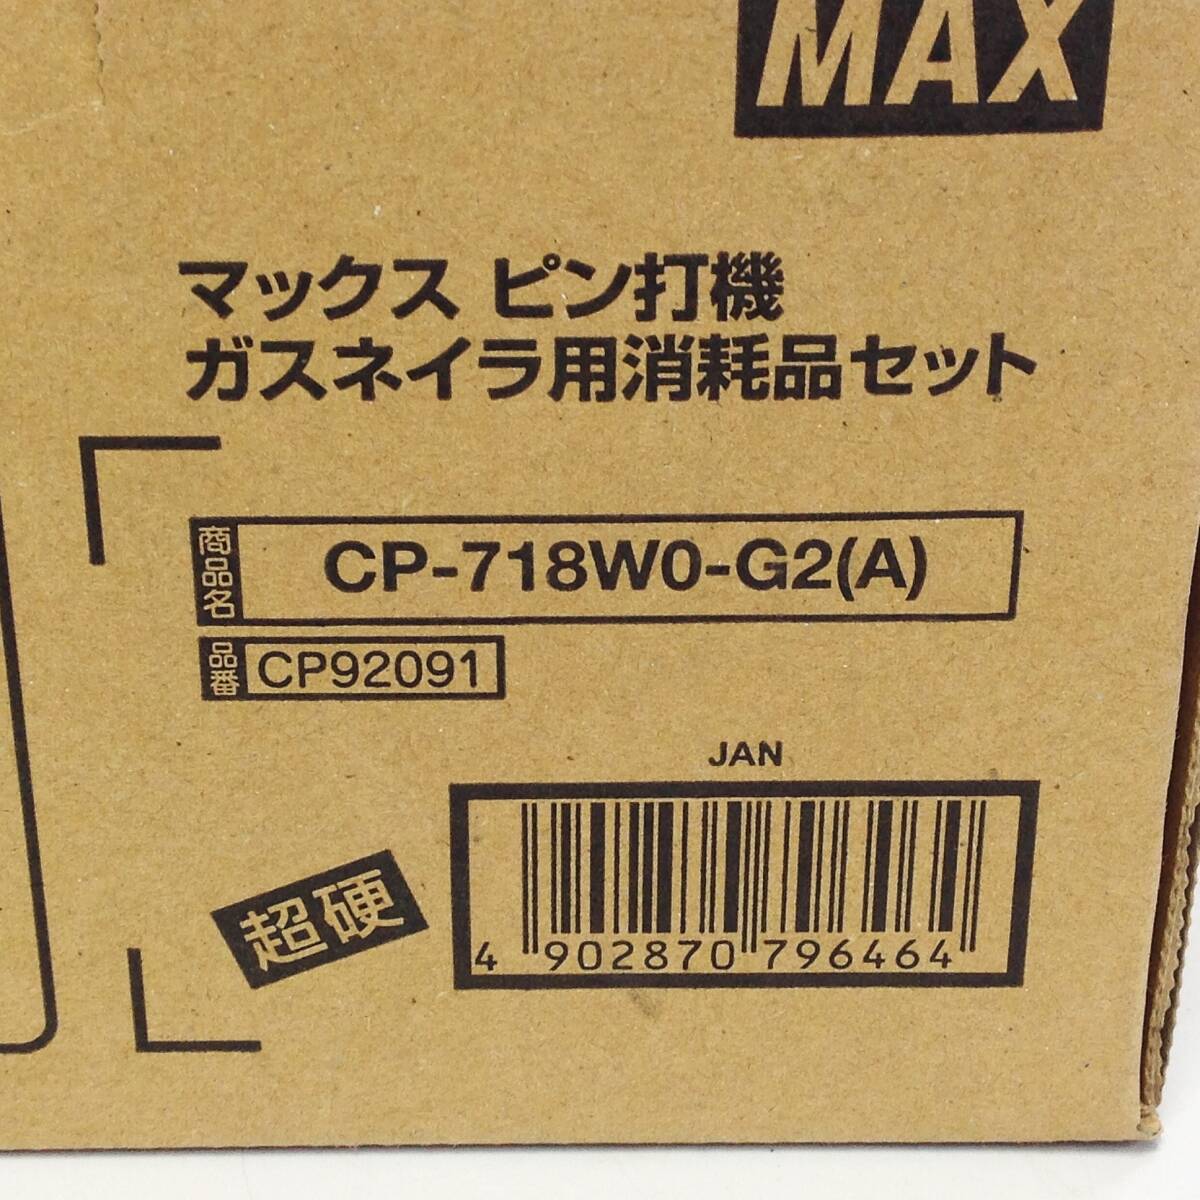 MAX
マックス ピン打機
ガスネイラ用消耗品セット
商品名 CP-718W0-G2(A)
品番 CP92091
JAN
超硬
4 902870 796464